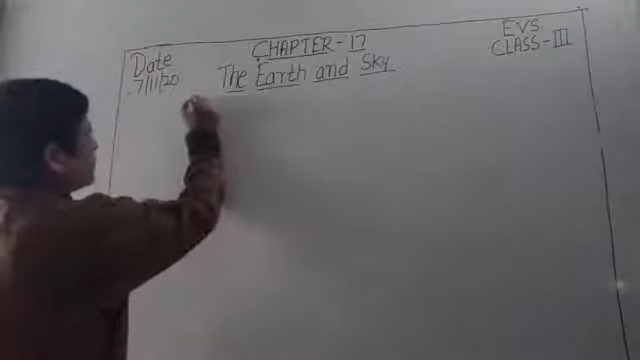 Date
7/11/20
CHAPTER-17
The Earth and Sky
EVS
CLASS-III